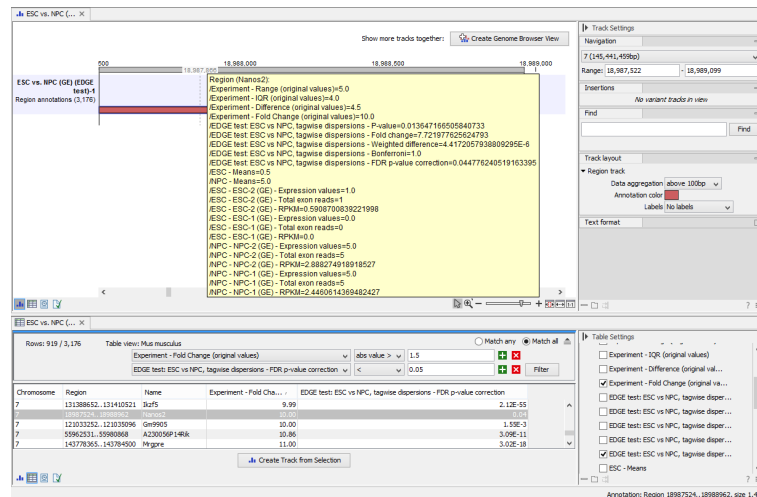 ESC vs. NPC (... ×
Show more tracks together: Create Genome Browser View
500 18,988,000 18,988,500 18,989,000
18,987,866
ESC vs. NPC (GE) (EDGE
test)-1
Region annotations (3,176)
Region (Nanos2):
/Experiment - Range (original values)=5.0
/Experiment - IQR (original values)=4.0
/Experiment - Difference (original values)=4.5
/Experiment - Fold Change (original values)=10.0
/EDGE test: ESC vs NPC, tagwise dispersions - P-value=0.013647166505840733
/EDGE test: ESC vs NPC, tagwise dispersions - Fold change=7.721977625624793
/EDGE test: ESC vs NPC, tagwise dispersions - Weighted difference=4.4172057938809295E-6
/EDGE test: ESC vs NPC, tagwise dispersions - Bonferroni=1.0
/EDGE test: ESC vs NPC, tagwise dispersions - FDR p-value correction=0.044776240519163395
/ESC - Means=0.5
/NPC - Means=5.0
/ESC - ESC-2 (GE) - Expression values=1.0
/ESC - ESC-2 (GE) - Total exon reads=1
/ESC - ESC-2 (GE) - RPKM=0.5908700839221998
/ESC - ESC-1 (GE) - Expression values=0.0
/ESC - ESC-1 (GE) - Total exon reads=0
/ESC - ESC-1 (GE) - RPKM=0.0
/NPC - NPC-2 (GE) - Expression values=5.0
/NPC - NPC-2 (GE) - Total exon reads=5
/NPC - NPC-2 (GE) - RPKM=2.888274918918527
/NPC - NPC-1 (GE) - Expression values=5.0
/NPC - NPC-1 (GE) - Total exon reads=5
/NPC - NPC-1 (GE) - RPKM=2.4460614369482427
Track Settings
Navigation
7 (145,441,459bp)
Range: 18,987,522 - 18,989,099
Insertions
No variant tracks in view
Find
Find
Track layout
Region track
Data aggregation above 100bp
Annotation color
Labels No labels
Text format
ESC vs. NPC (... ×
Rows: 919 / 3,176 Table view: Mus musculus Match any Match all
Experiment - Fold Change (original values) abs value > 1.5
EDGE test: ESC vs NPC, tagwise dispersions - FDR p-value correction < 0.05 Filter
Chromosome Region Name Experiment - Fold Cha... EDGE test: ESC vs NPC, tagwise dispersions - FDR p-value correction
7 131388652..131410521 Ikzf5 9.99 2.12E-55
7 18987524..18988962 Nanos2 10.00 0.04
7 121033252..121035096 Gm9905 10.00 1.55E-3
7 55962531..55980868 A230056P14Rik 10.86 3.09E-11
7 143778365..143784500 Mrgpre 11.00 3.02E-18
Create Track from Selection
Table Settings
Experiment - IQR (original values)
Experiment - Difference (original val...
Experiment - Fold Change (original va...
EDGE test: ESC vs NPC, tagwise disper...
EDGE test: ESC vs NPC, tagwise disper...
EDGE test: ESC vs NPC, tagwise disper...
EDGE test: ESC vs NPC, tagwise disper...
EDGE test: ESC vs NPC, tagwise disper...
ESC - Means
Annotation: Region 18987524..18988962, size 1.4